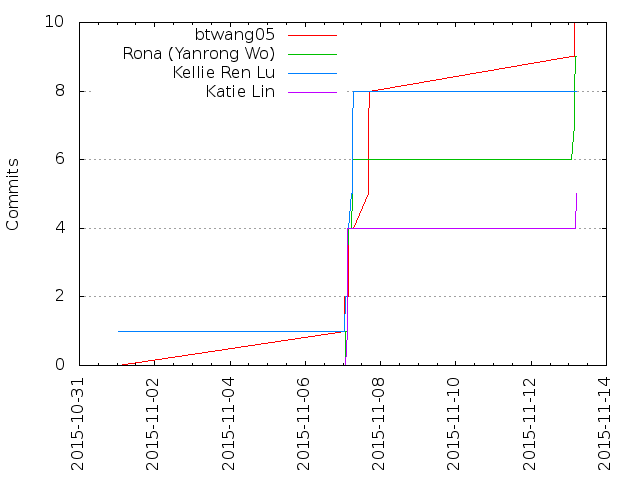 10
8
6
4
2
0
Commits
btwang05
Rona (Yanrong Wo)
Kellie Ren Lu
Katie Lin
2015-10-31
2015-11-02
2015-11-04
2015-11-06
2015-11-08
2015-11-10
2015-11-12
2015-11-14